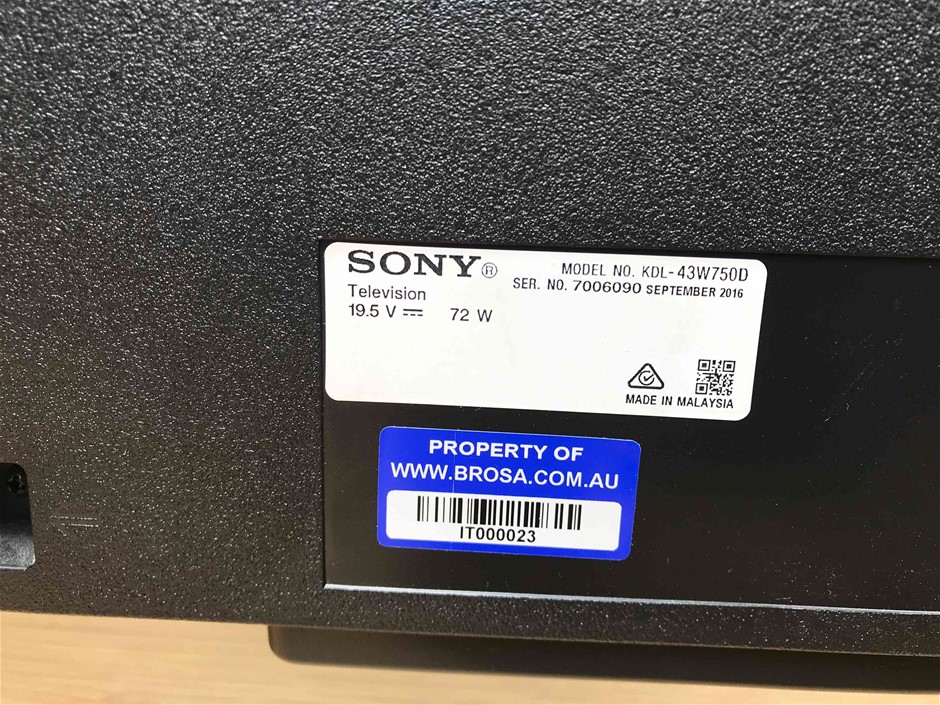 SONY®
MODEL NO. KDL-43W750D
SER. NO. 7006090 SEPTEMBER 2016
Television
19.5 V ⎓ 72 W
MADE IN MALAYSIA
PROPERTY OF
WWW.BROSA.COM.AU
IT000023